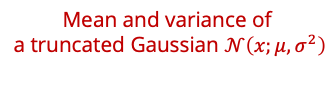 Mean and variance of
a truncated Gaussian 𝒩(x; μ, σ²)